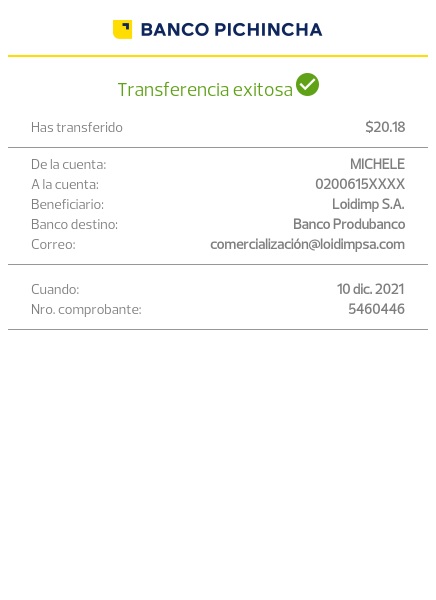 BANCO PICHINCHA
Transferencia exitosa
Has transferido $20.18
De la cuenta: MICHELE
A la cuenta: 0200615XXXX
Beneficiario: Loidimp S.A.
Banco destino: Banco Produbanco
Correo: comercialización@loidimpsa.com
Cuando: 10 dic. 2021
Nro. comprobante: 5460446